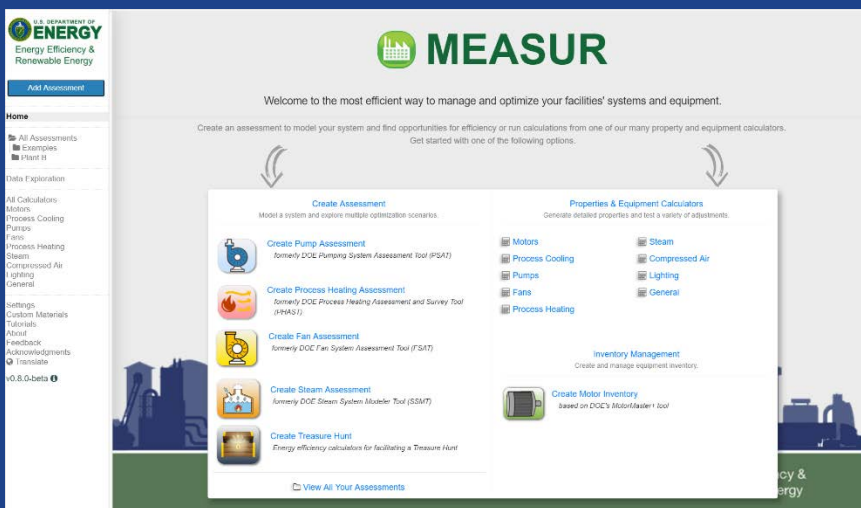 U.S. DEPARTMENT OF
ENERGY
Energy Efficiency &
Renewable Energy
Add Assessment
Home
All Assessments
Examples
Plant B
Data Exploration
All Calculators
Motors
Process Cooling
Pumps
Fans
Process Heating
Steam
Compressed Air
Lighting
General
Settings
Custom Materials
Tutorials
About
Feedback
Acknowledgments
Translate
v0.8.0-beta
MEASUR
Welcome to the most efficient way to manage and optimize your facilities' systems and equipment.
Create an assessment to model your system and find opportunities for efficiency or run calculations from one of our many property and equipment calculators.
Get started with one of the following options.
Create Assessment
Model a system and explore multiple optimization scenarios.
Create Pump Assessment
formerly DOE Pumping System Assessment Tool (PSAT)
Create Process Heating Assessment
formerly DOE Process Heating Assessment and Survey Tool
(PHAST)
Create Fan Assessment
formerly DOE Fan System Assessment Tool (FSAT)
Create Steam Assessment
formerly DOE Steam System Modeler Tool (SSMT)
Create Treasure Hunt
Energy efficiency calculators for facilitating a Treasure Hunt
View All Your Assessments
Properties & Equipment Calculators
Generate detailed properties and test a variety of adjustments.
Motors
Process Cooling
Pumps
Fans
Process Heating
Steam
Compressed Air
Lighting
General
Inventory Management
Create and manage equipment inventory.
Create Motor Inventory
based on DOE's MotorMaster+ tool
cy &
ergy